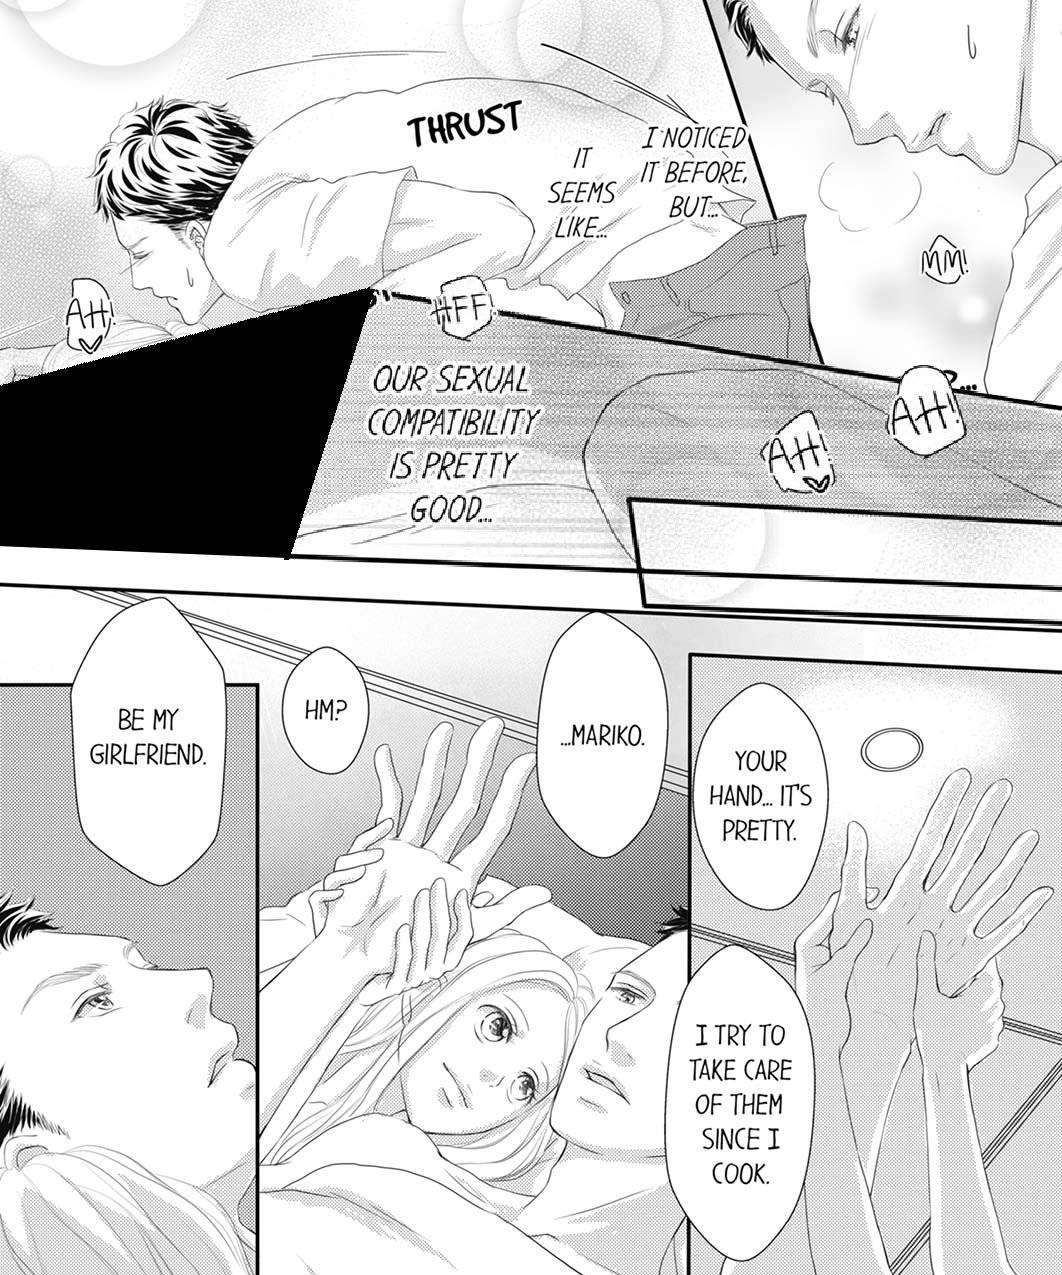 I NOTICED
IT BEFORE,
BUT...
MM!
THRUST
IT
SEEMS
LIKE...
AH!
HFF!
AH!
AH!
OUR SEXUAL
COMPATIBILITY
IS PRETTY
GOOD...
YOUR
HAND... IT'S
PRETTY.
I TRY TO
TAKE CARE
OF THEM
SINCE I
COOK.
...MARIKO.
HM?
BE MY
GIRLFRIEND.